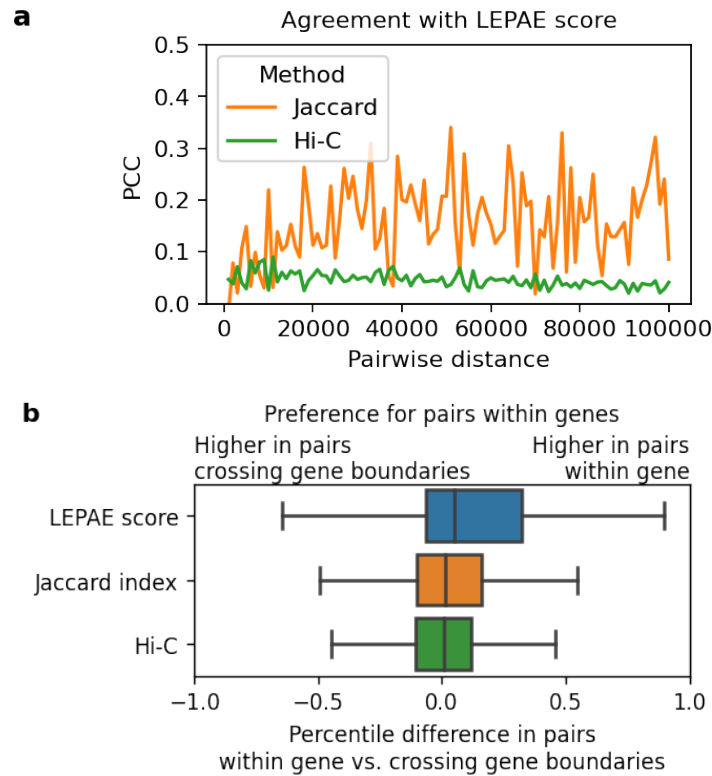 a
Agreement with LEPAE score
0.5
0.4
0.3
0.2
0.1
0.0
PCC
Method
Jaccard
Hi-C
0 20000 40000 60000 80000 100000
Pairwise distance
b
Preference for pairs within genes
Higher in pairs
crossing gene boundaries
Higher in pairs
within gene
LEPAE score
Jaccard index
Hi-C
−1.0 −0.5 0.0 0.5 1.0
Percentile difference in pairs
within gene vs. crossing gene boundaries